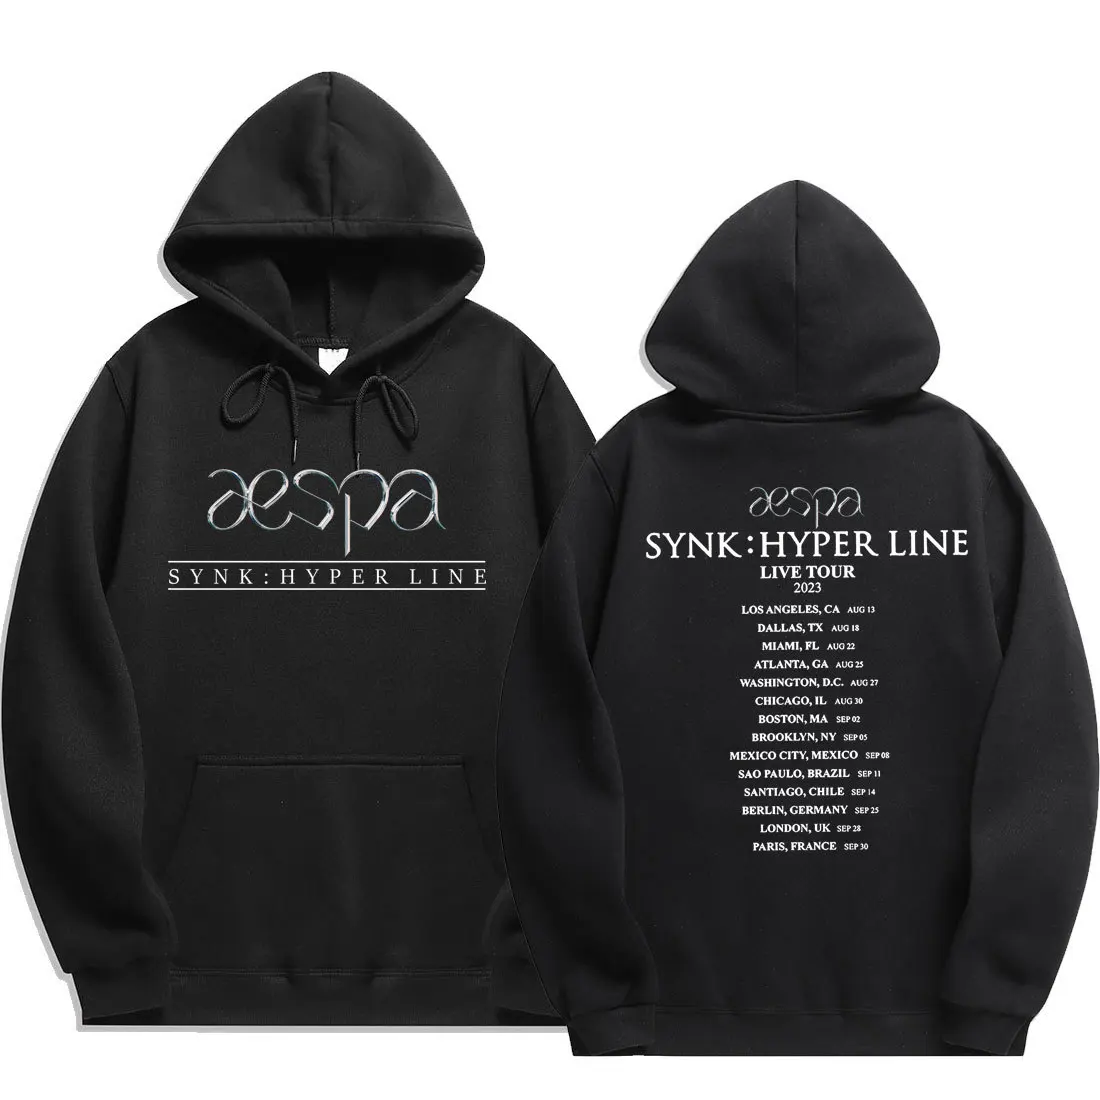 aespa
SYNK : HYPER LINE
aespa
SYNK : HYPER LINE
LIVE TOUR
2023
LOS ANGELES, CA AUG 13
DALLAS, TX AUG 18
MIAMI, FL AUG 22
ATLANTA, GA AUG 25
WASHINGTON, D.C. AUG 27
CHICAGO, IL AUG 30
BOSTON, MA SEP 02
BROOKLYN, NY SEP 05
MEXICO CITY, MEXICO SEP 08
SAO PAULO, BRAZIL SEP 11
SANTIAGO, CHILE SEP 14
BERLIN, GERMANY SEP 25
LONDON, UK SEP 28
PARIS, FRANCE SEP 30